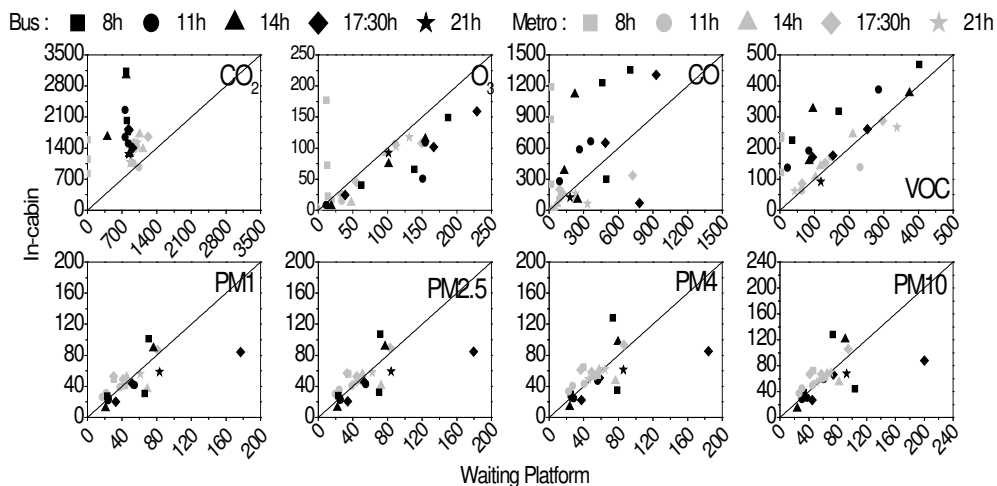 Bus : 8h 11h 14h 17:30h 21h Metro : 8h 11h 14h 17:30h 21h
3500
2800
2100
1400
700
0
0 700 1400 2100 2800 3500
CO2
250
200
150
100
50
0
0 50 100 150 200 250
O3
1500
1200
900
600
300
0
0 300 600 900 1200 1500
CO
500
400
300
200
100
0
0 100 200 300 400 500
VOC
In-cabin
200
160
120
80
40
0
0 40 80 120 160 200
PM1
200
160
120
80
40
0
0 40 80 120 160 200
PM2.5
200
160
120
80
40
0
0 40 80 120 160 200
PM4
240
200
160
120
80
40
0
0 40 80 120 160 200 240
PM10
Waiting Platform